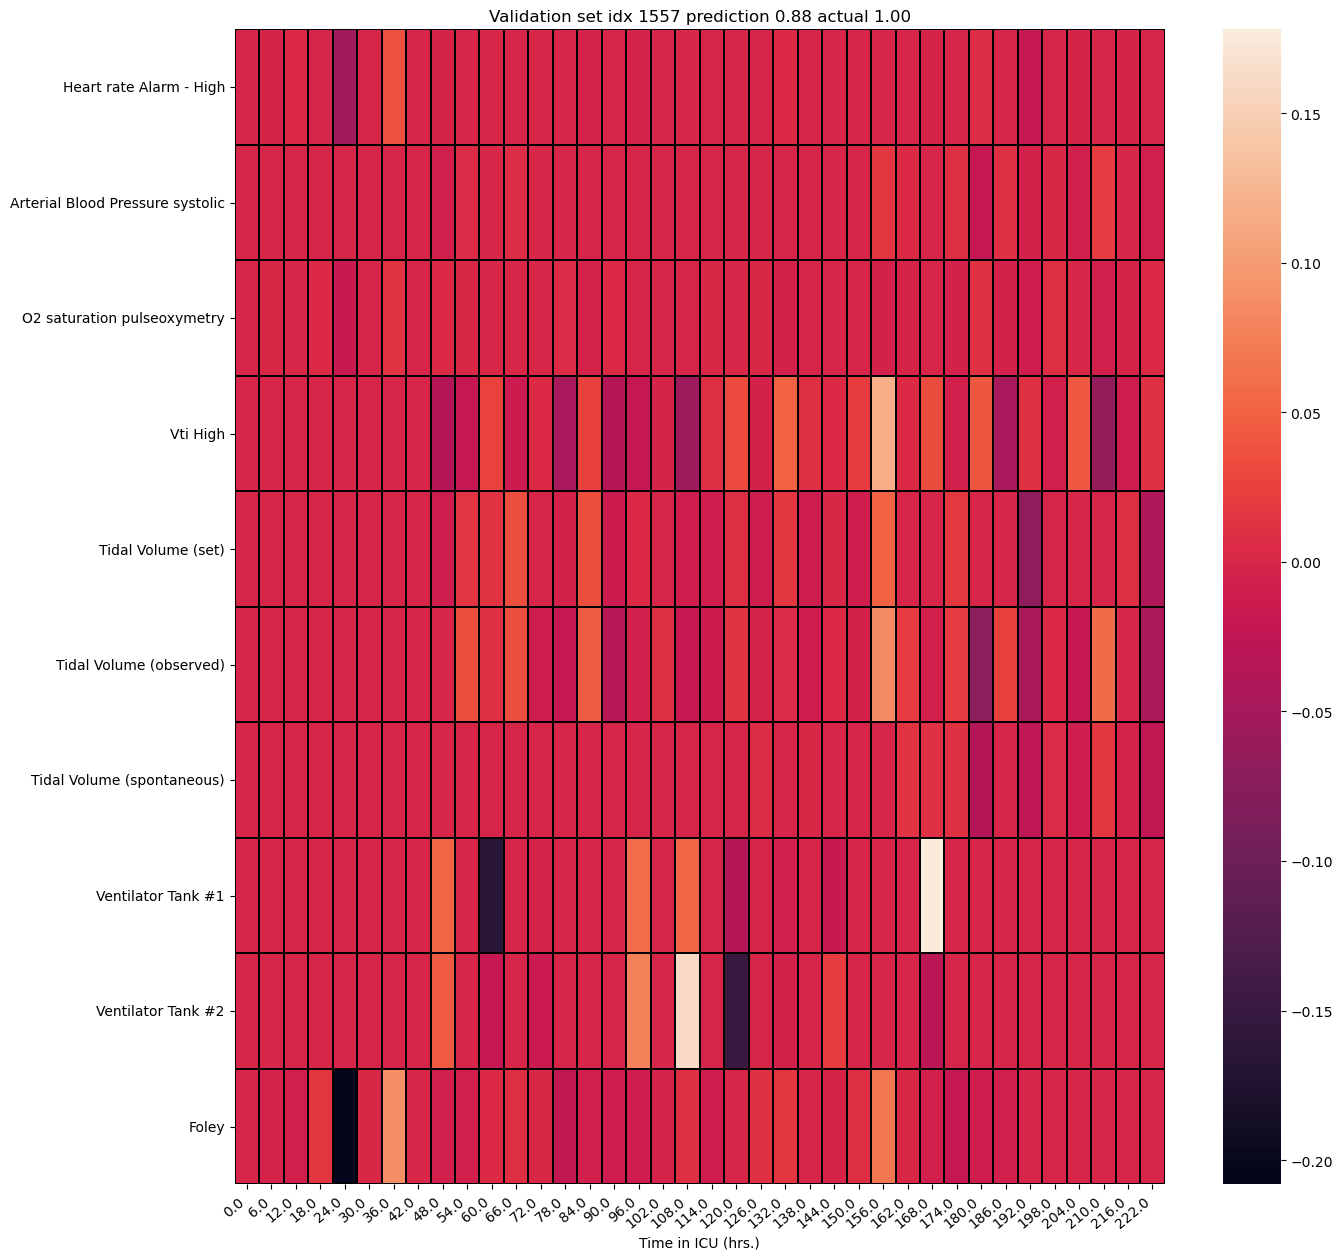 Validation set idx 1557 prediction 0.88 actual 1.00
Heart rate Alarm - High
Arterial Blood Pressure systolic
O2 saturation pulseoxymetry
Vti High
Tidal Volume (set)
Tidal Volume (observed)
Tidal Volume (spontaneous)
Ventilator Tank #1
Ventilator Tank #2
Foley
0.0 6.0 12.0 18.0 24.0 30.0 36.0 42.0 48.0 54.0 60.0 66.0 72.0 78.0 84.0 90.0 96.0 102.0 108.0 114.0 120.0 126.0 132.0 138.0 144.0 150.0 156.0 162.0 168.0 174.0 180.0 186.0 192.0 198.0 204.0 210.0 216.0 222.0
Time in ICU (hrs.)
0.15
0.10
0.05
0.00
−0.05
−0.10
−0.15
−0.20